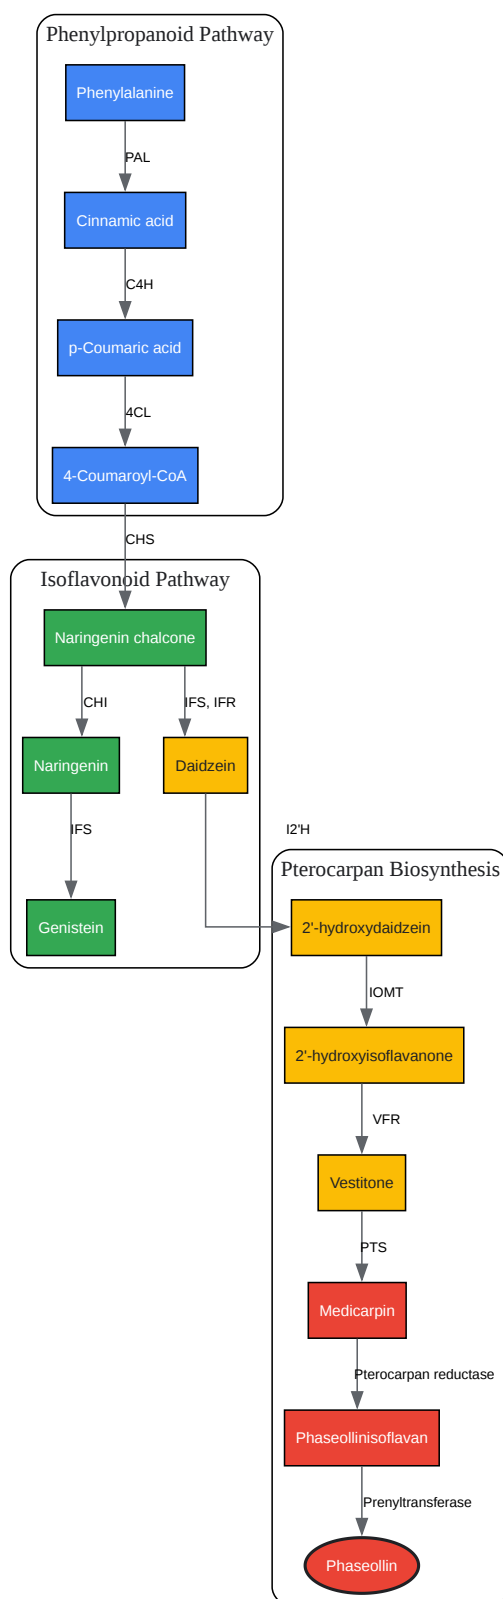 Phenylpropanoid Pathway
Phenylalanine
PAL
Cinnamic acid
C4H
p-Coumaric acid
4CL
4-Coumaroyl-CoA
CHS
Isoflavonoid Pathway
Naringenin chalcone
CHI
IFS, IFR
Naringenin
Daidzein
IFS
I2'H
Genistein
Pterocarpan Biosynthesis
2'-hydroxydaidzein
IOMT
2'-hydroxyisoflavanone
VFR
Vestitone
PTS
Medicarpin
Pterocarpan reductase
Phaseollinisoflavan
Prenyltransferase
Phaseollin